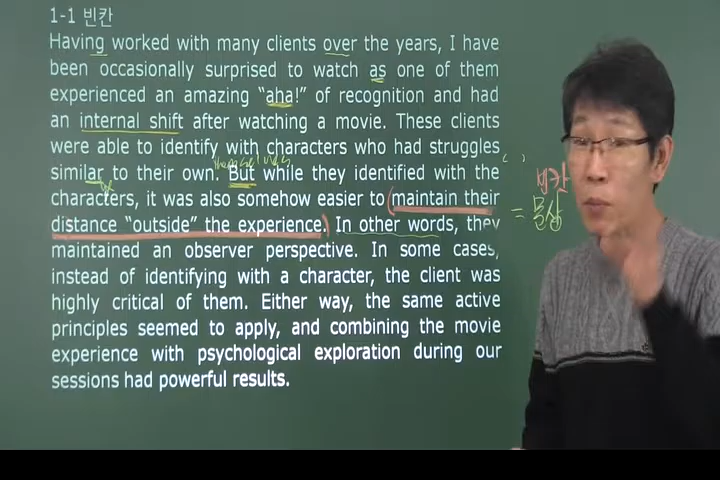 1-1 빈칸
Having worked with many clients over the years, I have
been occasionally surprised to watch as one of them
experienced an amazing “aha!” of recognition and had
an internal shift after watching a movie. These clients
were able to identify with characters who had struggles
themselves ( )
similar to their own. But while they identified with the
빈칸
characters, it was also somehow easier to (maintain their
=
distance “outside” the experience.) In other words, they
maintained an observer perspective. In some cases,
instead of identifying with a character, the client was
highly critical of them. Either way, the same active
principles seemed to apply, and combining the movie
experience with psychological exploration during our
sessions had powerful results.